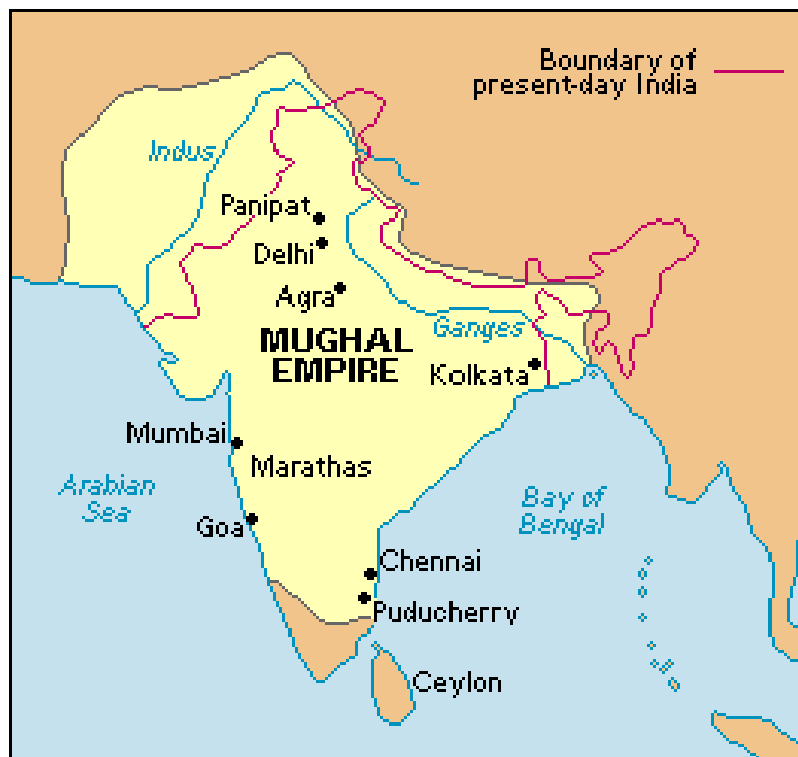 Boundary of
present-day India
Indus
Panipat
Delhi
Agra
MUGHAL
EMPIRE
Ganges
Kolkata
Mumbai
Marathas
Arabian
Sea
Goa
Bay of
Bengal
Chennai
Puducherry
Ceylon